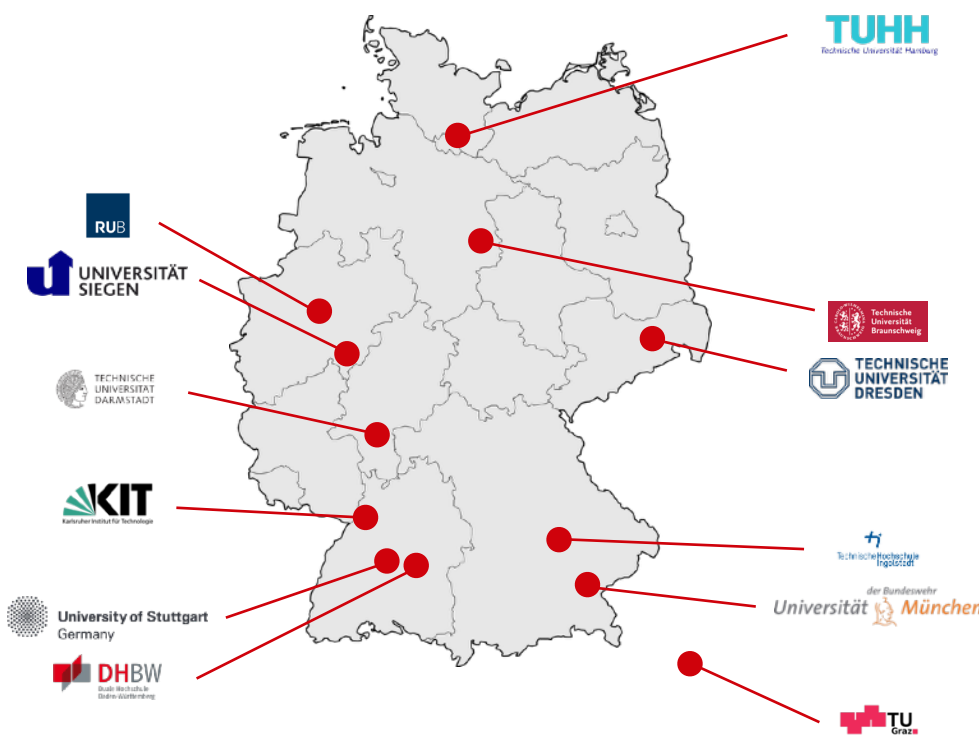 TUHH
Technische Universität Hamburg
RUB
UNIVERSITÄT
SIEGEN
Technische
Universität
Braunschweig
TECHNISCHE
UNIVERSITÄT
DRESDEN
TECHNISCHE
UNIVERSITÄT
DARMSTADT
KIT
Karlsruher Institut für Technologie
Technische Hochschule
Ingolstadt
der Bundeswehr
Universität München
University of Stuttgart
Germany
DHBW
Duale Hochschule
Baden-Württemberg
TU
Graz